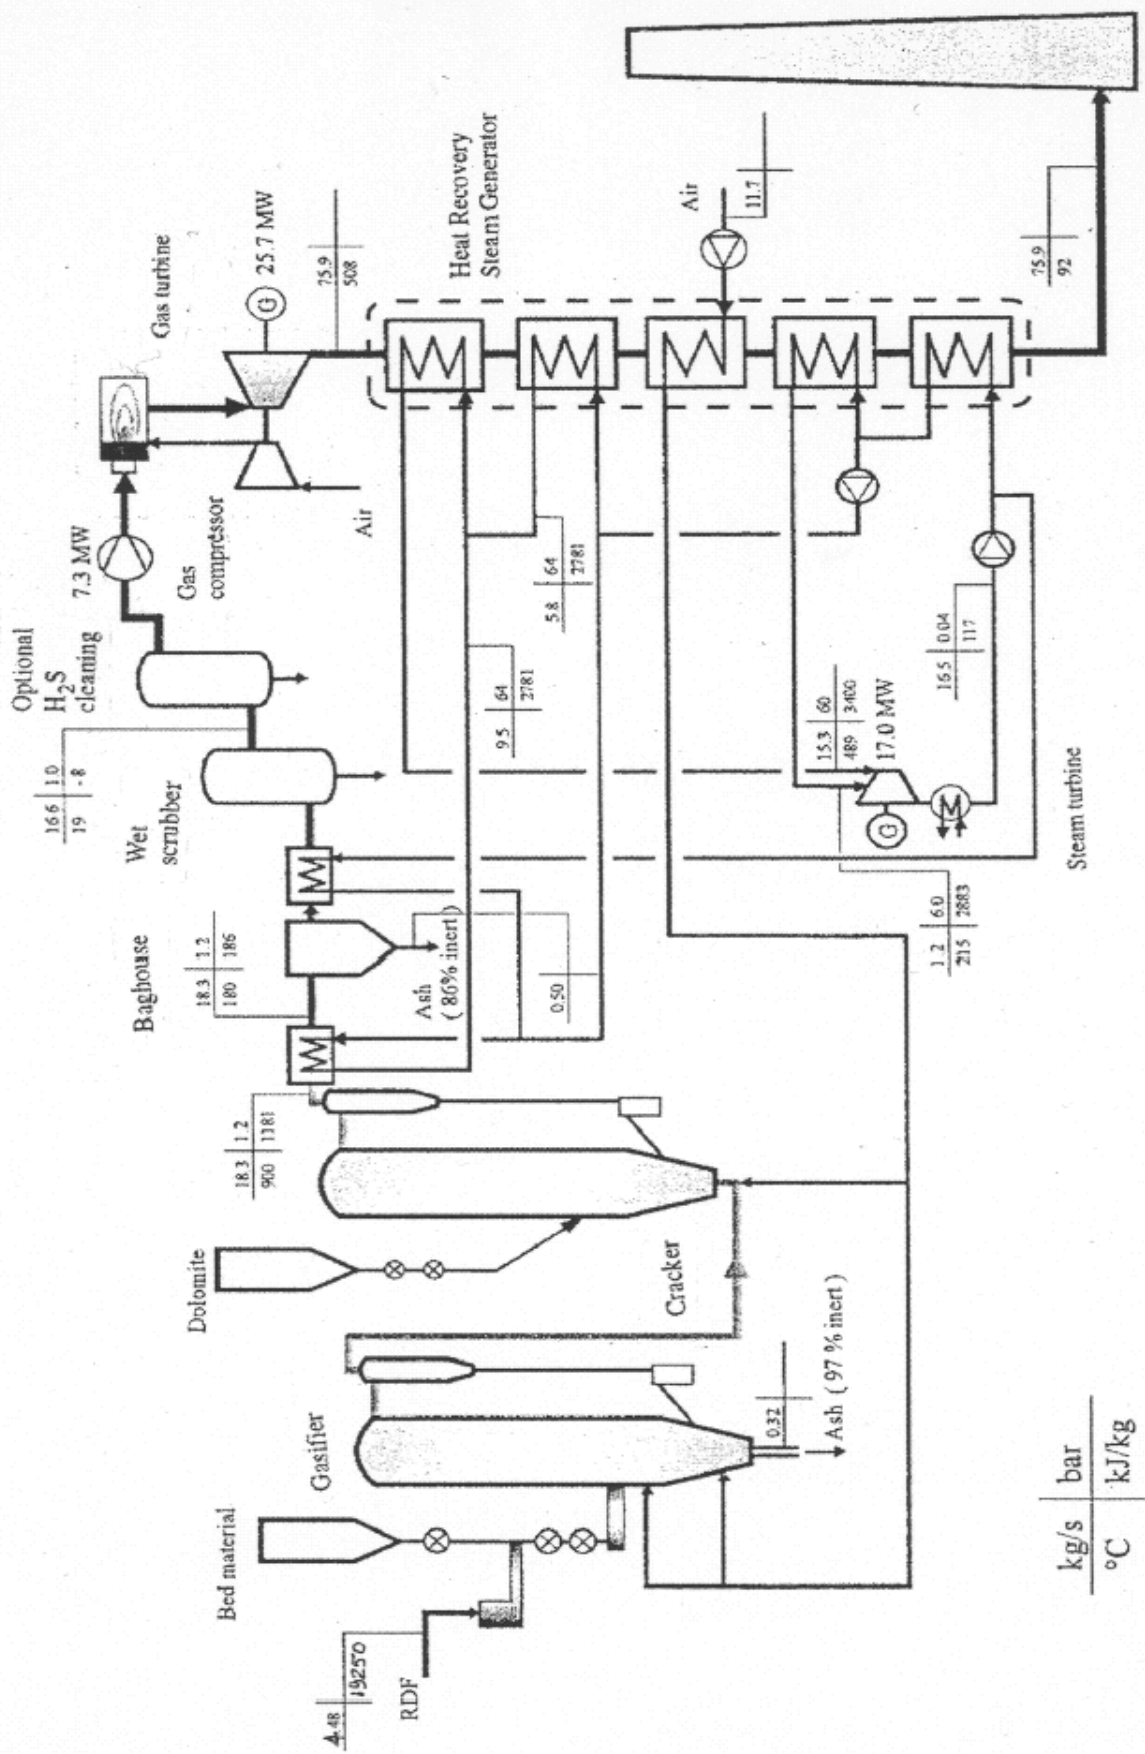 Optional
H2S
cleaning
7.3 MW
Gas
compressor
Gas turbine
25.7 MW
Air
75.9
508
Heat Recovery
Steam Generator
Air
11.7
75.9
92
16.6 1.0
19 -8
Wet
scrubber
Baghouse
18.3 1.2
180 186
Ash
( 86% inert )
0.50
9.5 64
2781
5.8 64
2781
15.3 60
489 3400
17.0 MW
16.5 0.04
117
G
G
Steam turbine
1.2 6.0
215 2883
18.3 1.2
900 1181
Dolomite
Cracker
Gasifier
0.32
Ash ( 97 % inert )
Bed material
4.48
19250
RDF
kg/s bar
°C kJ/kg